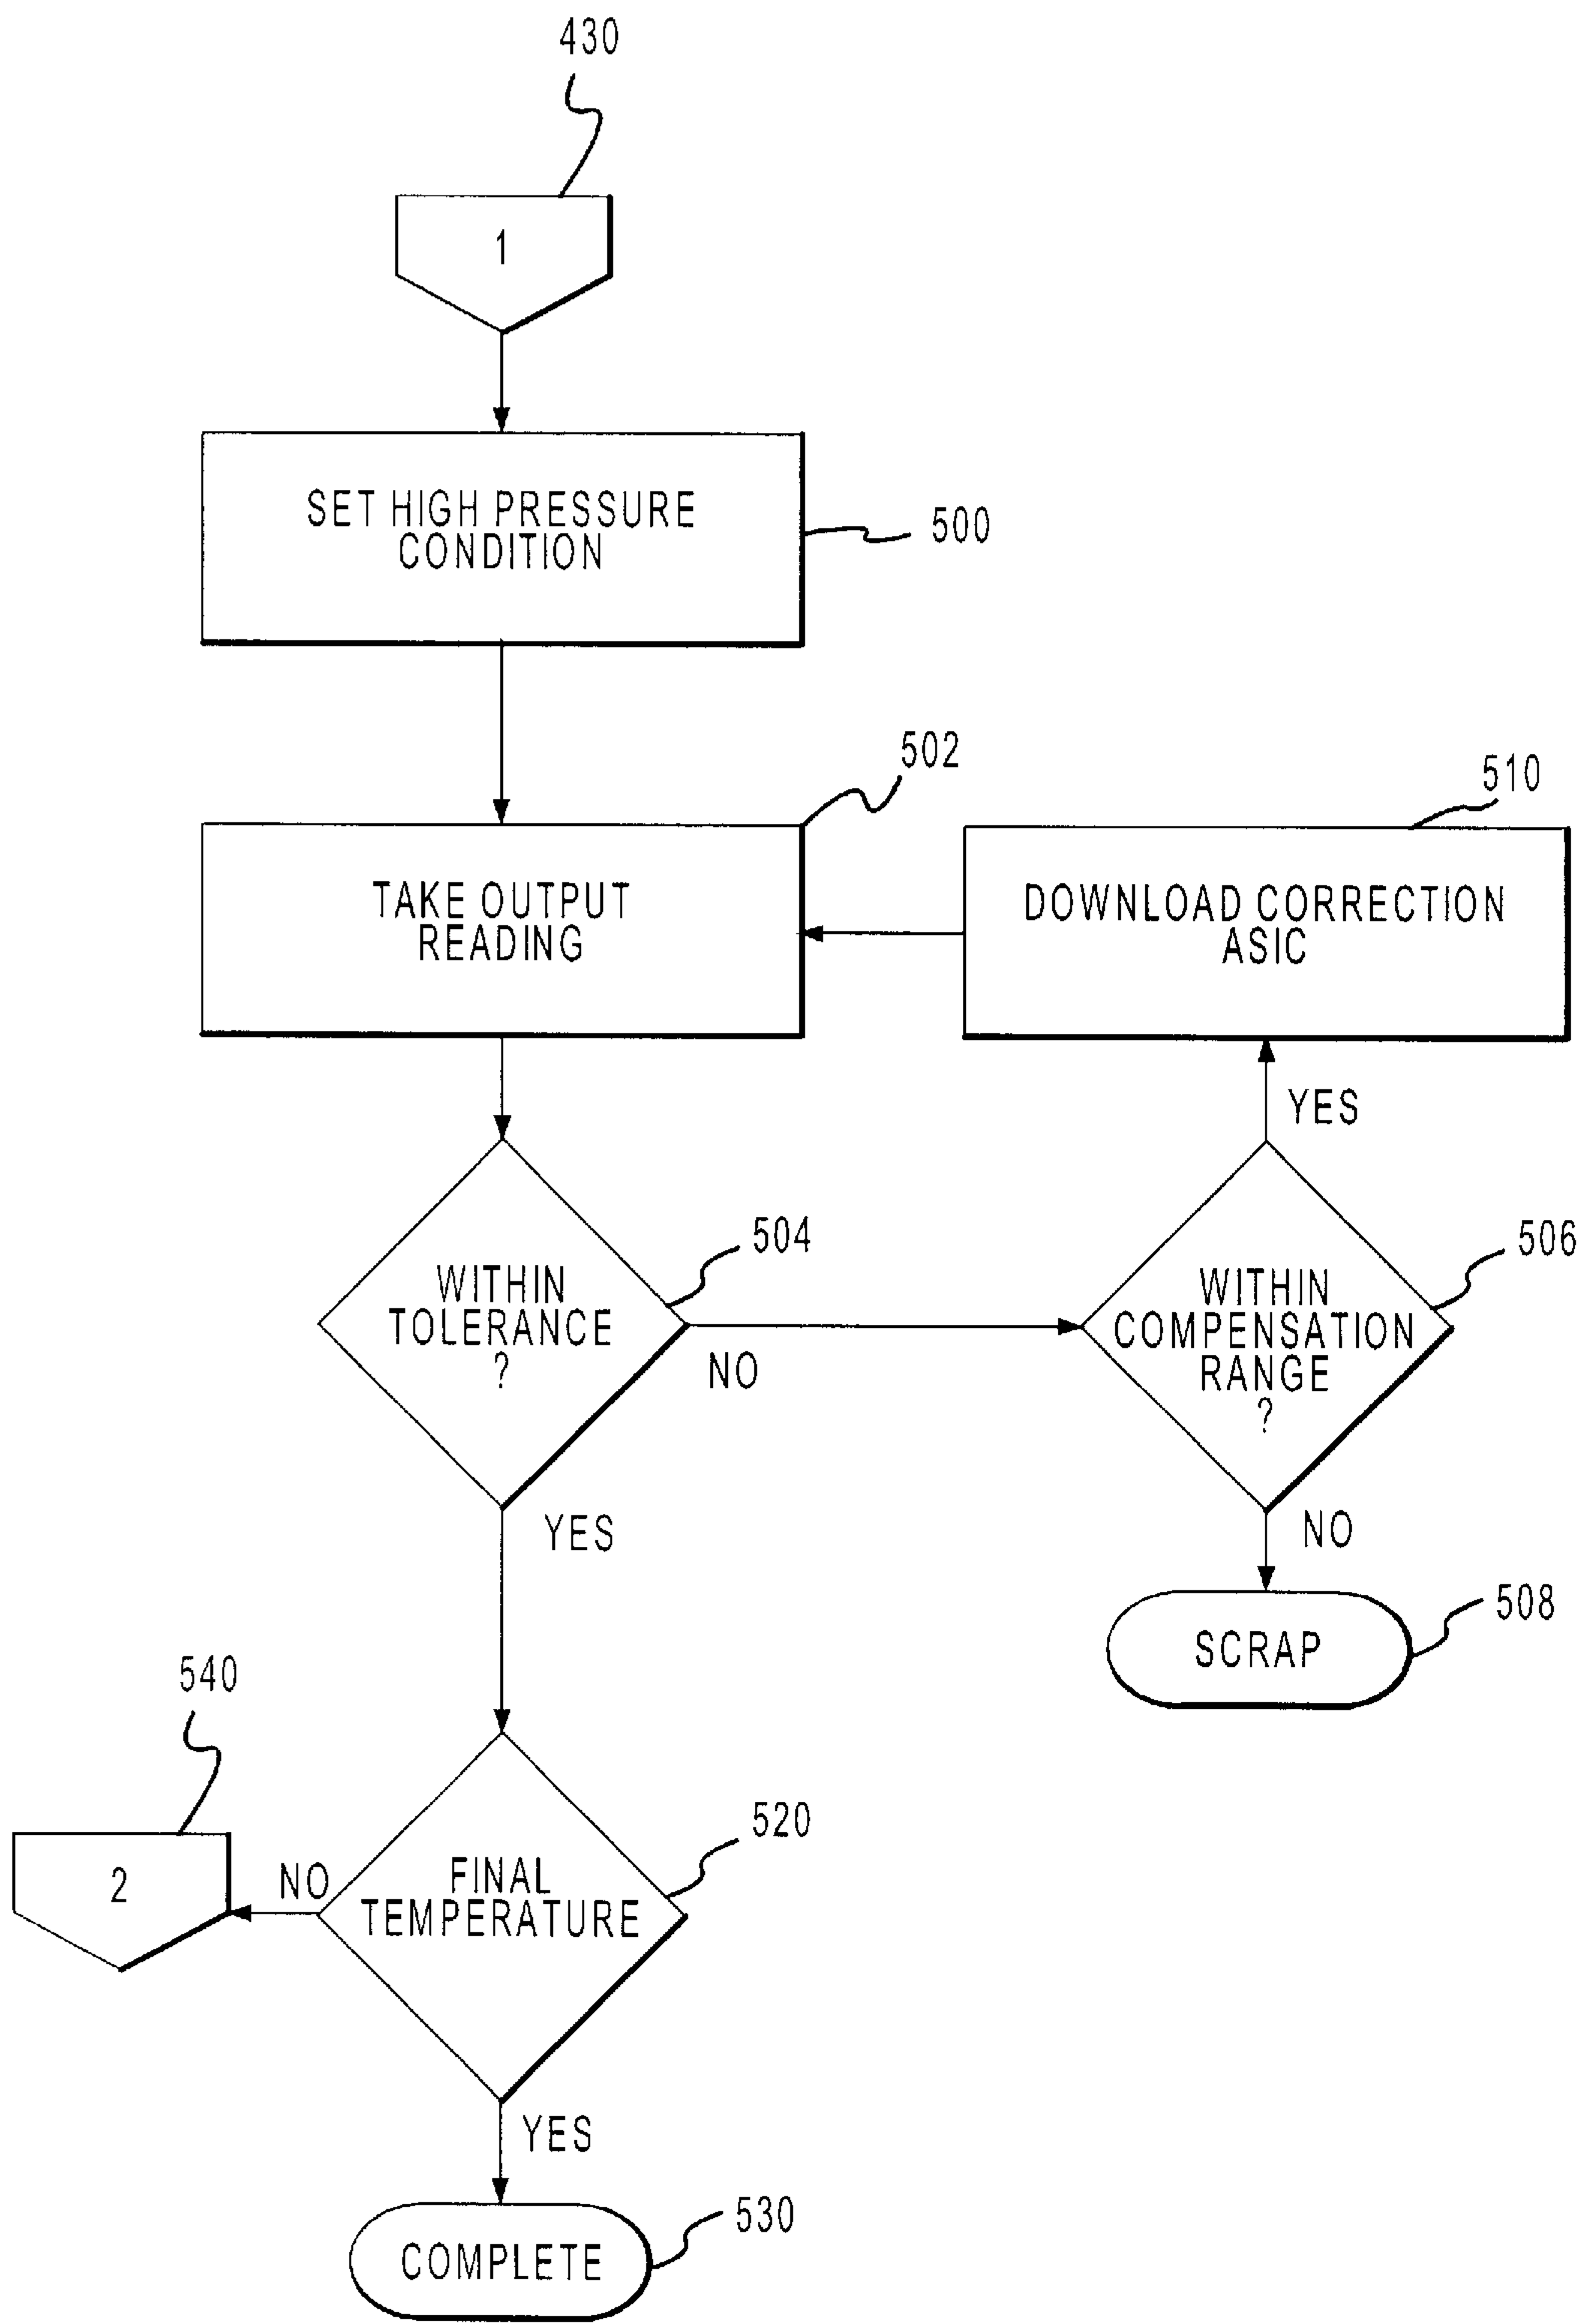 430
1
SET HIGH PRESSURE
CONDITION
500
502
TAKE OUTPUT
READING
510
DOWNLOAD CORRECTION
ASIC
YES
504
WITHIN
TOLERANCE
?
NO
506
WITHIN
COMPENSATION
RANGE
?
YES
NO
508
SCRAP
540
2
NO
520
FINAL
TEMPERATURE
YES
530
COMPLETE